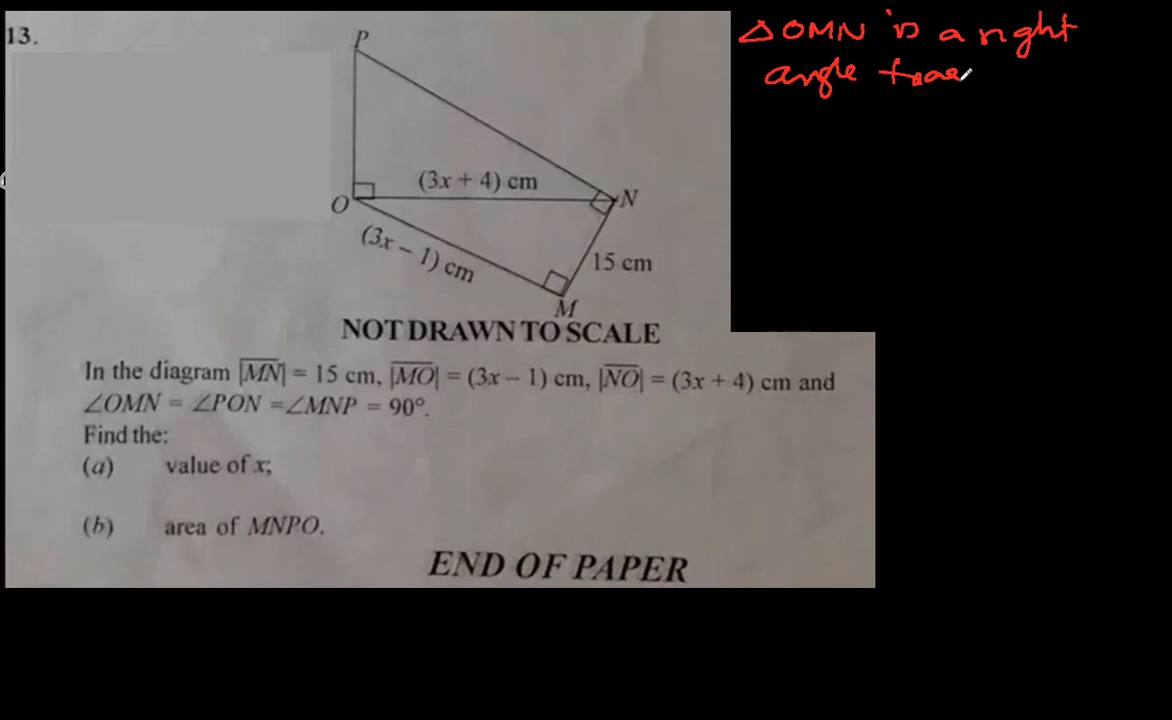 13.
P
(3x + 4) cm
O
N
(3x – 1) cm
15 cm
M
NOT DRAWN TO SCALE
In the diagram |MN| = 15 cm, |MO| = (3x – 1) cm, |NO| = (3x + 4) cm and
∠OMN = ∠PON =∠MNP = 90°.
Find the:
(a) value of x;
(b) area of MNPO.
END OF PAPER
△OMN is a right
angle